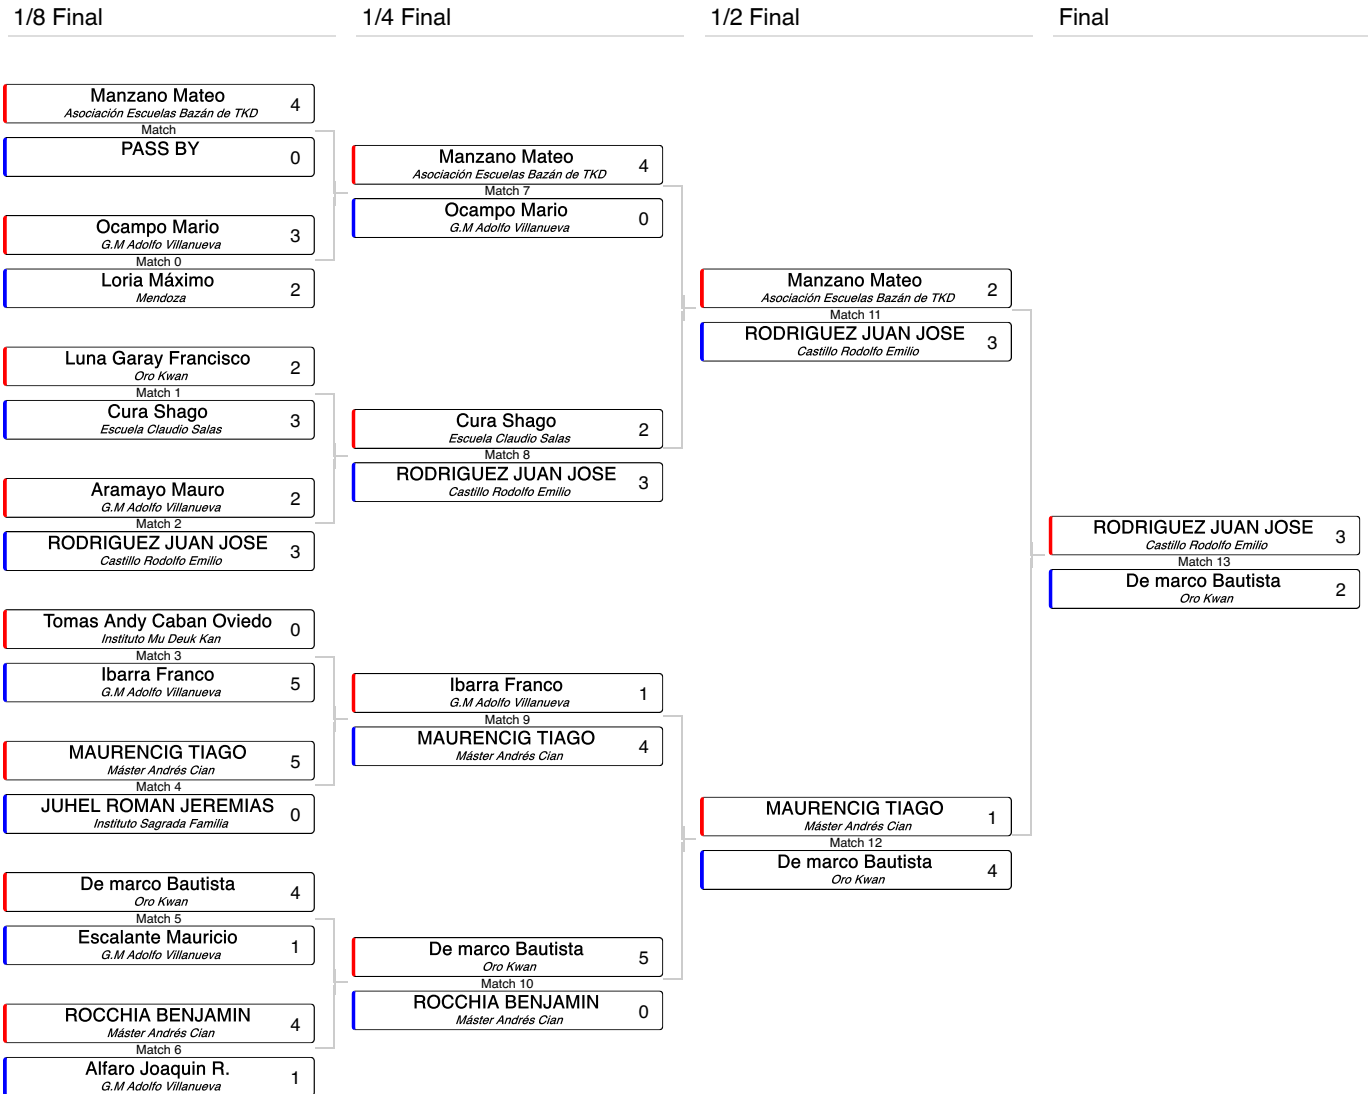 1/8 Final
1/4 Final
1/2 Final
Final
Manzano Mateo
Asociación Escuelas Bazán de TKD
4
Match
PASS BY
0
Ocampo Mario
G.M Adolfo Villanueva
3
Match 0
Loria Máximo
Mendoza
2
Luna Garay Francisco
Oro Kwan
2
Match 1
Cura Shago
Escuela Claudio Salas
3
Aramayo Mauro
G.M Adolfo Villanueva
2
Match 2
RODRIGUEZ JUAN JOSE
Castillo Rodolfo Emilio
3
Tomas Andy Caban Oviedo
Instituto Mu Deuk Kan
0
Match 3
Ibarra Franco
G.M Adolfo Villanueva
5
MAURENCIG TIAGO
Máster Andrés Cian
5
Match 4
JUHEL ROMAN JEREMIAS
Instituto Sagrada Familia
0
De marco Bautista
Oro Kwan
4
Match 5
Escalante Mauricio
G.M Adolfo Villanueva
1
ROCCHIA BENJAMIN
Máster Andrés Cian
4
Match 6
Alfaro Joaquin R.
G.M Adolfo Villanueva
1
Manzano Mateo
Asociación Escuelas Bazán de TKD
4
Match 7
Ocampo Mario
G.M Adolfo Villanueva
0
Cura Shago
Escuela Claudio Salas
2
Match 8
RODRIGUEZ JUAN JOSE
Castillo Rodolfo Emilio
3
Ibarra Franco
G.M Adolfo Villanueva
1
Match 9
MAURENCIG TIAGO
Máster Andrés Cian
4
De marco Bautista
Oro Kwan
5
Match 10
ROCCHIA BENJAMIN
Máster Andrés Cian
0
Manzano Mateo
Asociación Escuelas Bazán de TKD
2
Match 11
RODRIGUEZ JUAN JOSE
Castillo Rodolfo Emilio
3
MAURENCIG TIAGO
Máster Andrés Cian
1
Match 12
De marco Bautista
Oro Kwan
4
RODRIGUEZ JUAN JOSE
Castillo Rodolfo Emilio
3
Match 13
De marco Bautista
Oro Kwan
2